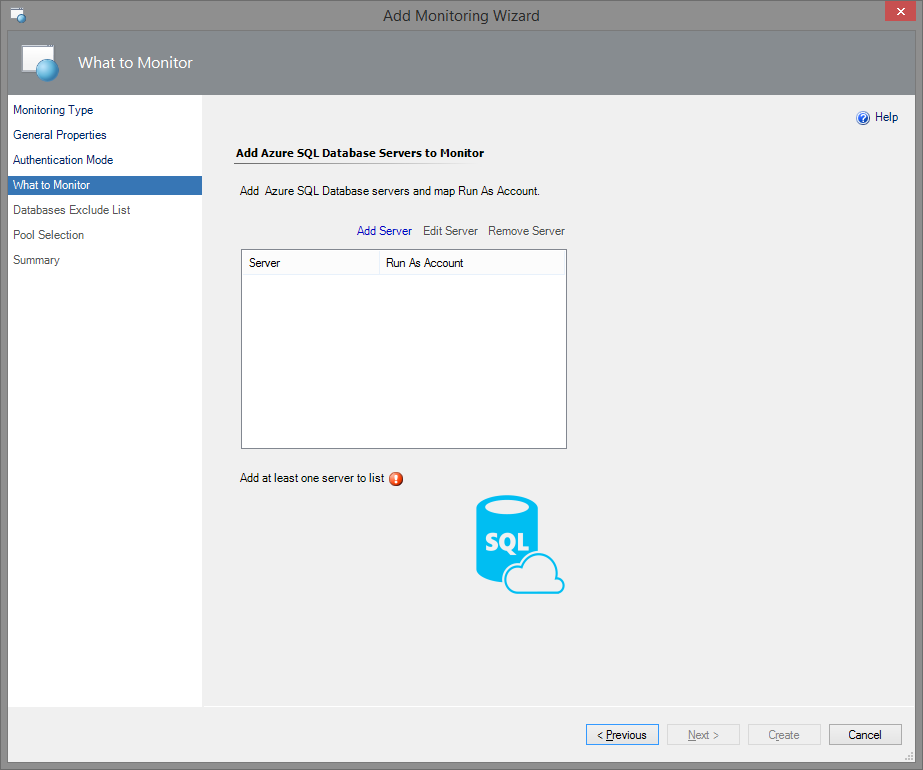 Add Monitoring Wizard
What to Monitor
Monitoring Type
General Properties
Authentication Mode
What to Monitor
Databases Exclude List
Pool Selection
Summary
Help
Add Azure SQL Database Servers to Monitor
Add  Azure SQL Database servers and map Run As Account.
Add Server Edit Server Remove Server
Server Run As Account
Add at least one server to list
SQL
< Previous Next > Create Cancel